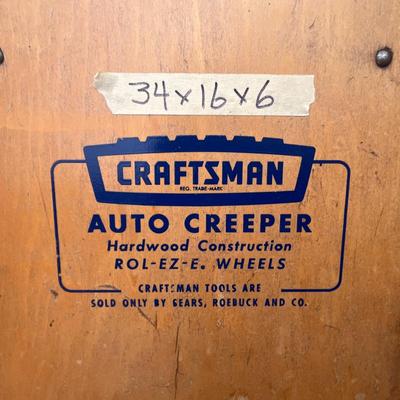 34x16x6
CRAFTSMAN
REG. TRADE-MARK
AUTO CREEPER
Hardwood Construction
ROL-EZ-E. WHEELS
CRAFTSMAN TOOLS ARE
SOLD ONLY BY SEARS, ROEBUCK AND CO.